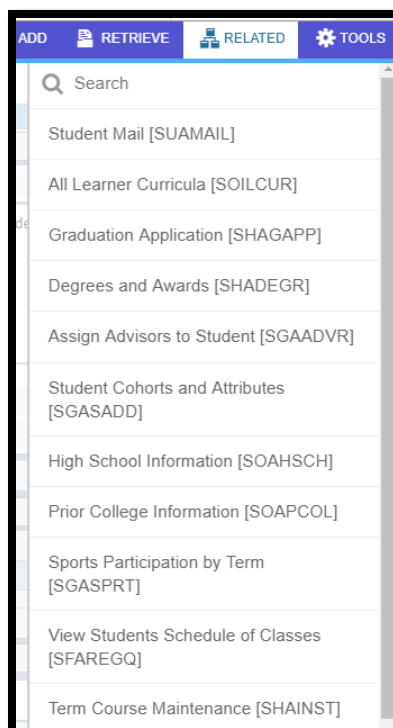 ADD RETRIEVE RELATED TOOLS
Search
Student Mail [SUAMAIL]
All Learner Curricula [SOILCUR]
Graduation Application [SHAGAPP]
Degrees and Awards [SHADEGR]
Assign Advisors to Student [SGAADVR]
Student Cohorts and Attributes
[SGASADD]
High School Information [SOAHSCH]
Prior College Information [SOAPCOL]
Sports Participation by Term
[SGASPRT]
View Students Schedule of Classes
[SFAREGQ]
Term Course Maintenance [SHAINST]